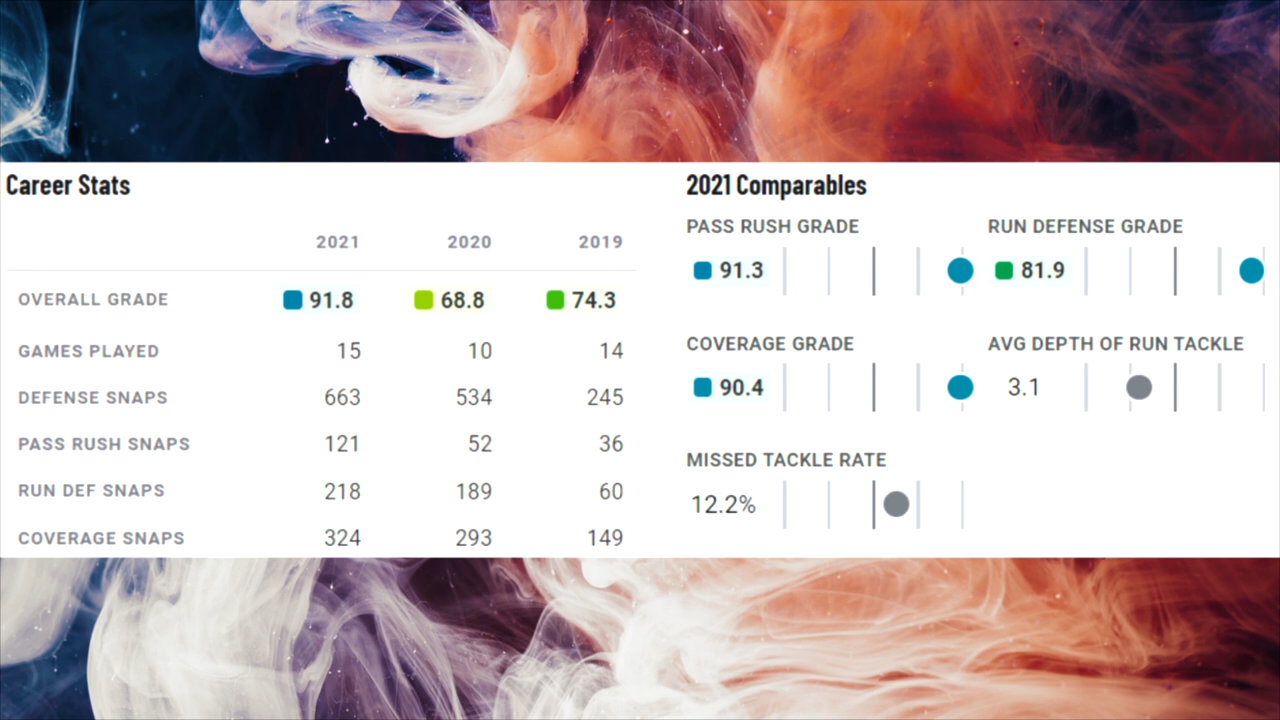 Career Stats
2021 2020 2019
OVERALL GRADE 91.8 68.8 74.3
GAMES PLAYED 15 10 14
DEFENSE SNAPS 663 534 245
PASS RUSH SNAPS 121 52 36
RUN DEF SNAPS 218 189 60
COVERAGE SNAPS 324 293 149
2021 Comparables
PASS RUSH GRADE RUN DEFENSE GRADE
91.3 81.9
COVERAGE GRADE AVG DEPTH OF RUN TACKLE
90.4 3.1
MISSED TACKLE RATE
12.2%